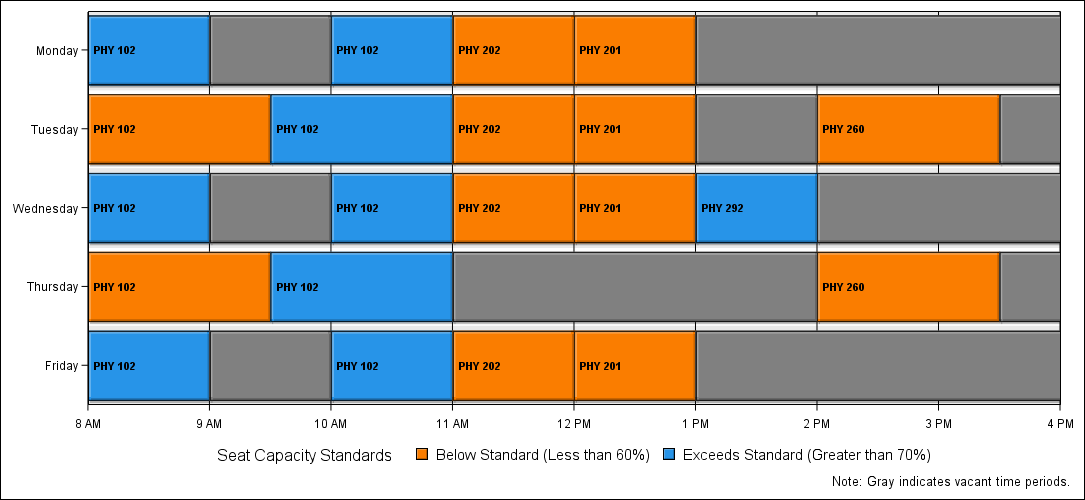 Monday PHY 102 PHY 102 PHY 202 PHY 201
Tuesday PHY 102 PHY 102 PHY 202 PHY 201 PHY 260
Wednesday PHY 102 PHY 102 PHY 202 PHY 201 PHY 292
Thursday PHY 102 PHY 102 PHY 260
Friday PHY 102 PHY 102 PHY 202 PHY 201
8 AM 9 AM 10 AM 11 AM 12 PM 1 PM 2 PM 3 PM 4 PM
Seat Capacity Standards Below Standard (Less than 60%) Exceeds Standard (Greater than 70%)
Note: Gray indicates vacant time periods.